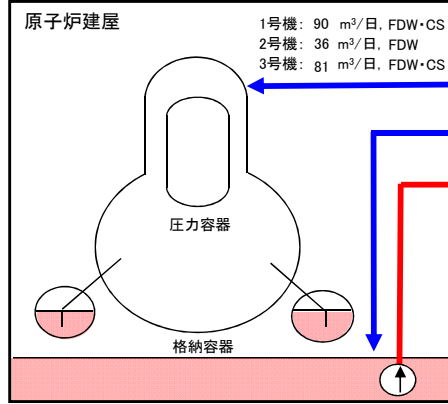 原子炉建屋
1号機: 90 m³/日, FDW・CS
2号機: 36 m³/日, FDW
3号機: 81 m³/日, FDW・CS
圧力容器
格納容器